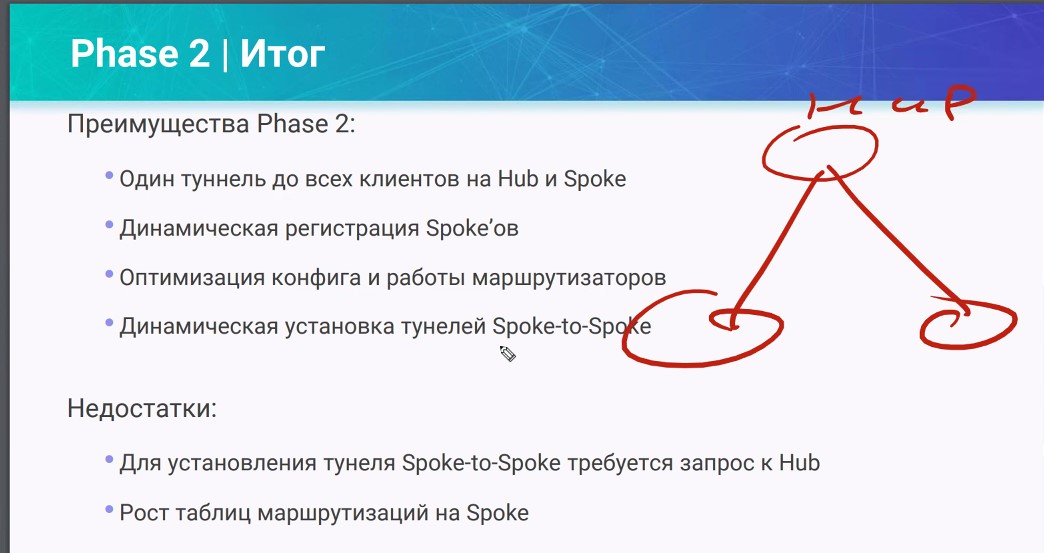 Phase 2 | Итог
Преимущества Phase 2:
Один туннель до всех клиентов на Hub и Spoke
Динамическая регистрация Spoke’ов
Оптимизация конфига и работы маршрутизаторов
Динамическая установка тунелей Spoke-to-Spoke
Недостатки:
Для установления тунеля Spoke-to-Spoke требуется запрос к Hub
Рост таблиц маршрутизаций на Spoke